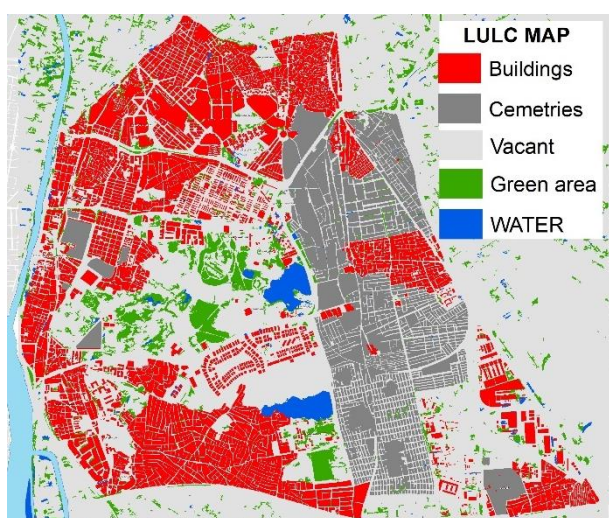 LULC MAP
Buildings
Cemetries
Vacant
Green area
WATER